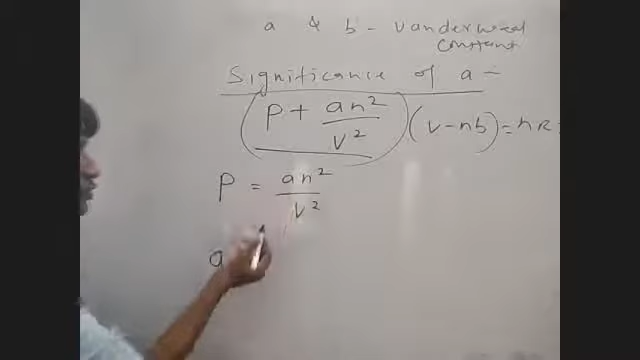 a & b - Vanderwaal
constant
Significance of a -
(P + an²/V²) (V - nb) = nR
P = an²/V²
a